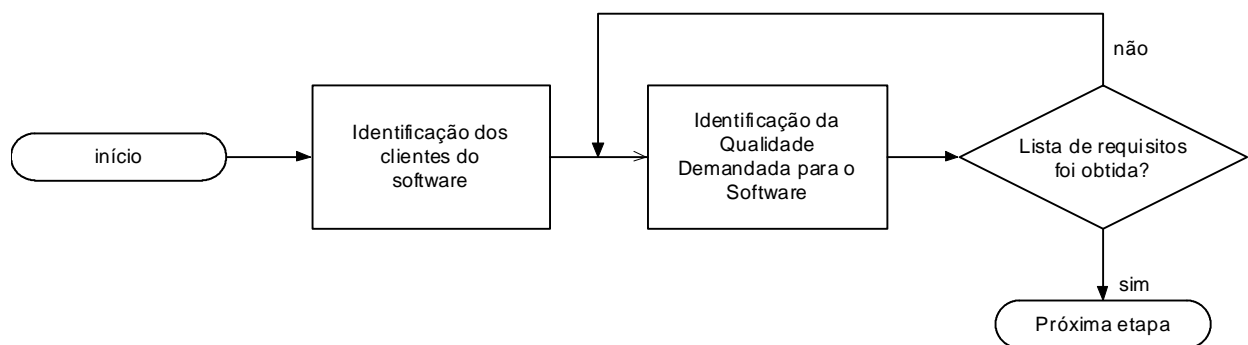 início
Identificação dos
clientes do
software
Identificação da
Qualidade
Demandada para o
Software
não
Lista de requisitos
foi obtida?
sim
Próxima etapa